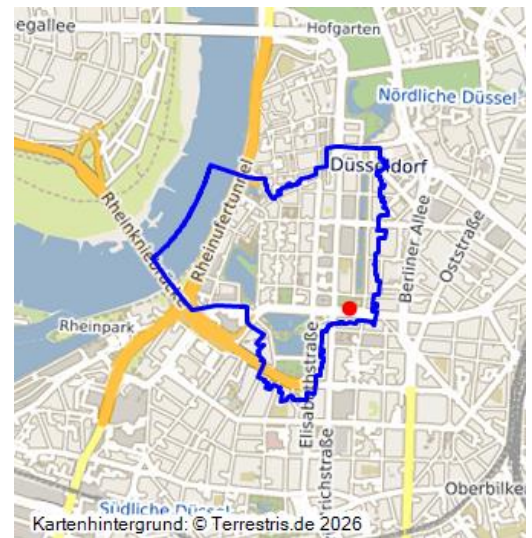 egallee
Hofgarten
Nördliche Düssel
Düsseldorf
Rheinufertunnel
Rheinkniebrücke
Berliner Allee
Oststraße
Rheinpark
Elisabethstraße
drichstraße
Oberbilker
Südliche Düssel
Kartenhintergrund: © Terrestris.de 2026